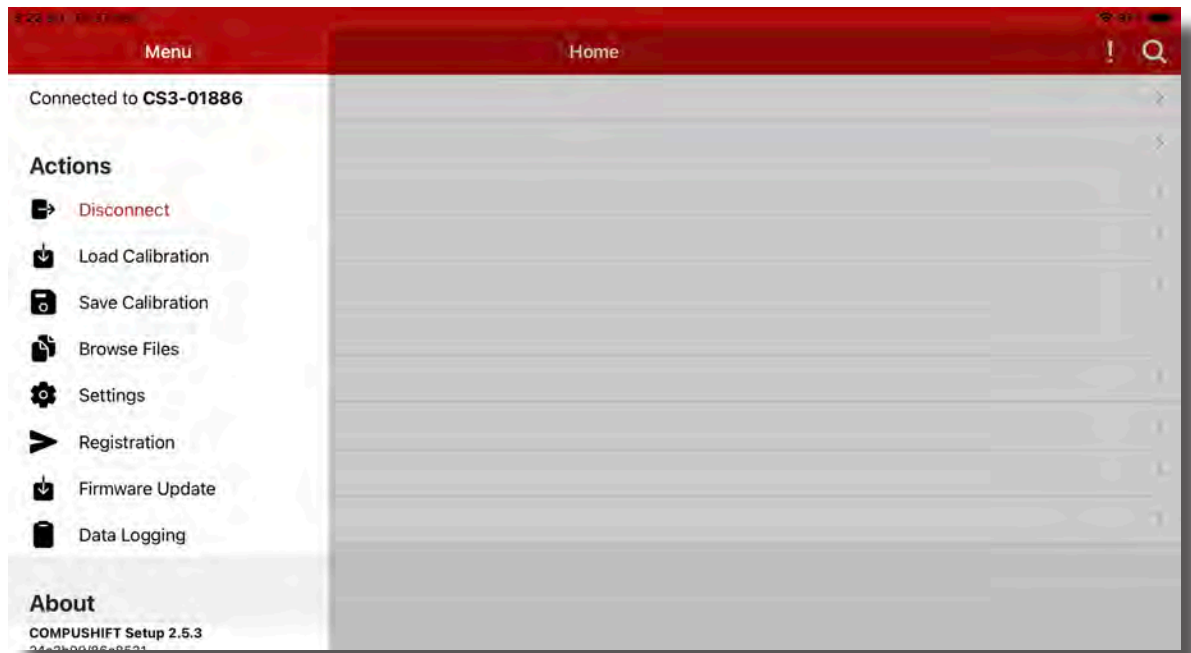 Menu
Home
!
Connected to CS3-01886
Actions
Disconnect
Load Calibration
Save Calibration
Browse Files
Settings
Registration
Firmware Update
Data Logging
About
COMPUSHIFT Setup 2.5.3